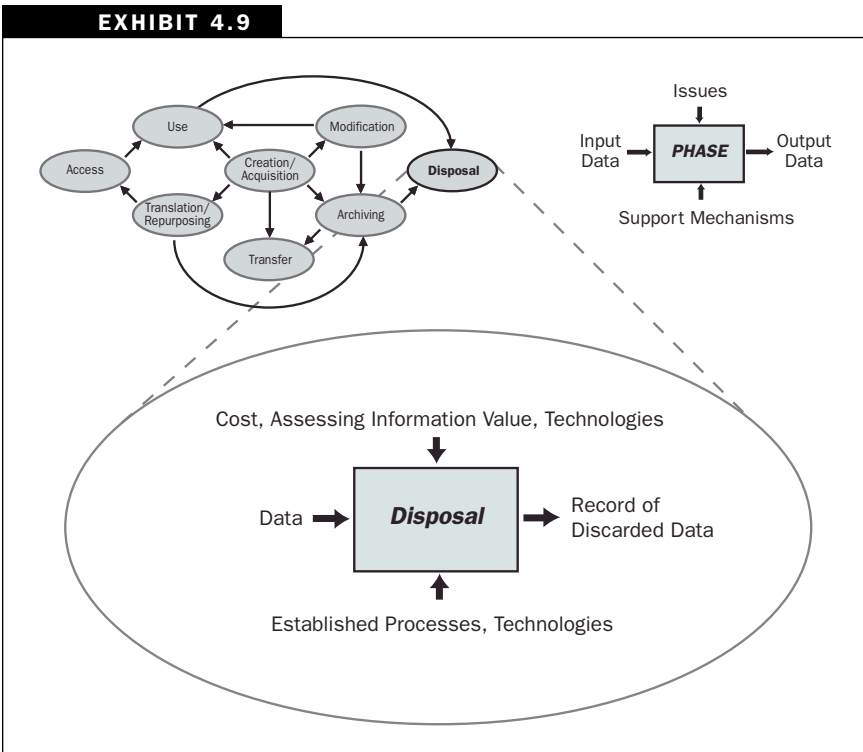 EXHIBIT 4.9
Use
Modification
Access
Creation/
Acquisition
Disposal
Translation/
Repurposing
Archiving
Transfer
Issues
Input
Data
PHASE
Output
Data
Support Mechanisms
Cost, Assessing Information Value, Technologies
Data
Disposal
Record of
Discarded Data
Established Processes, Technologies